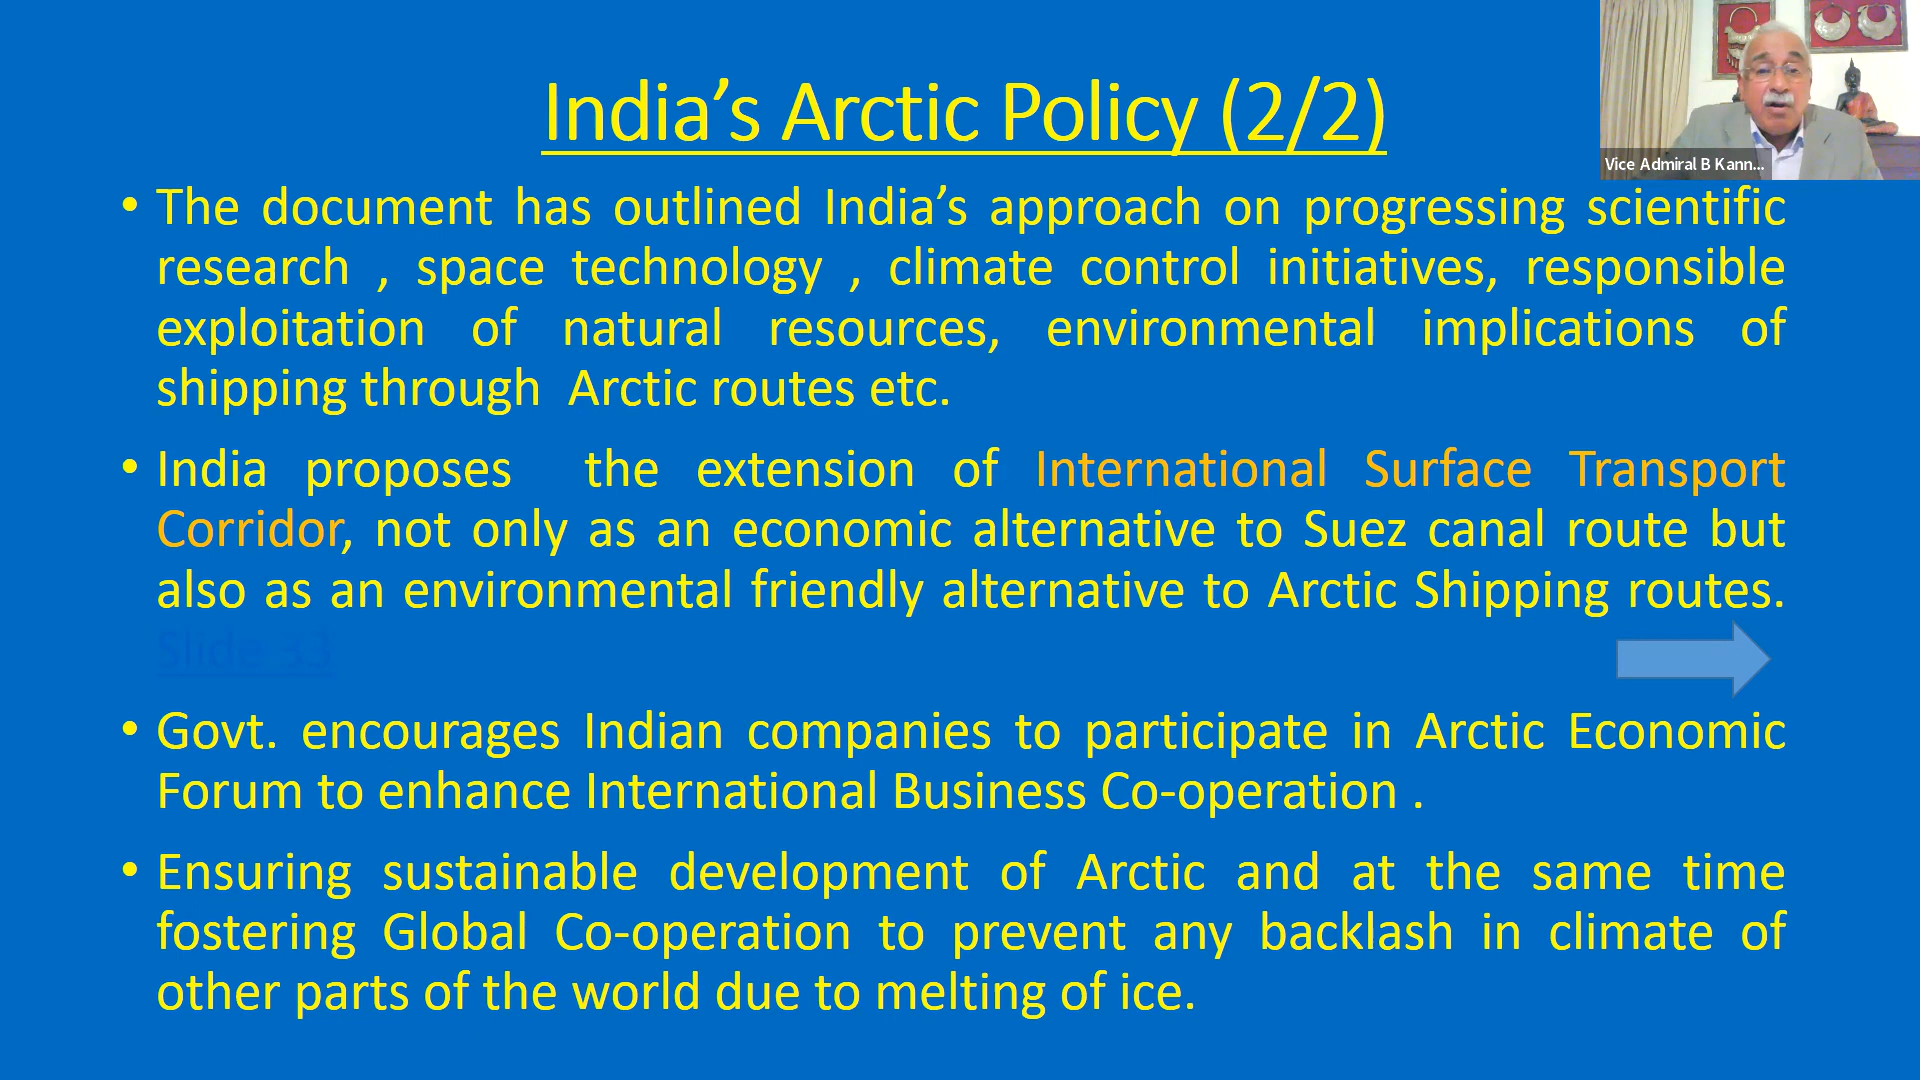 India’s Arctic Policy (2/2)
Vice Admiral B Kann...
• The document has outlined India’s approach on progressing scientific
research , space technology , climate control initiatives, responsible
exploitation of natural resources, environmental implications of
shipping through Arctic routes etc.
• India proposes the extension of International Surface Transport
Corridor, not only as an economic alternative to Suez canal route but
also as an environmental friendly alternative to Arctic Shipping routes.
Slide 33
• Govt. encourages Indian companies to participate in Arctic Economic
Forum to enhance International Business Co-operation .
• Ensuring sustainable development of Arctic and at the same time
fostering Global Co-operation to prevent any backlash in climate of
other parts of the world due to melting of ice.